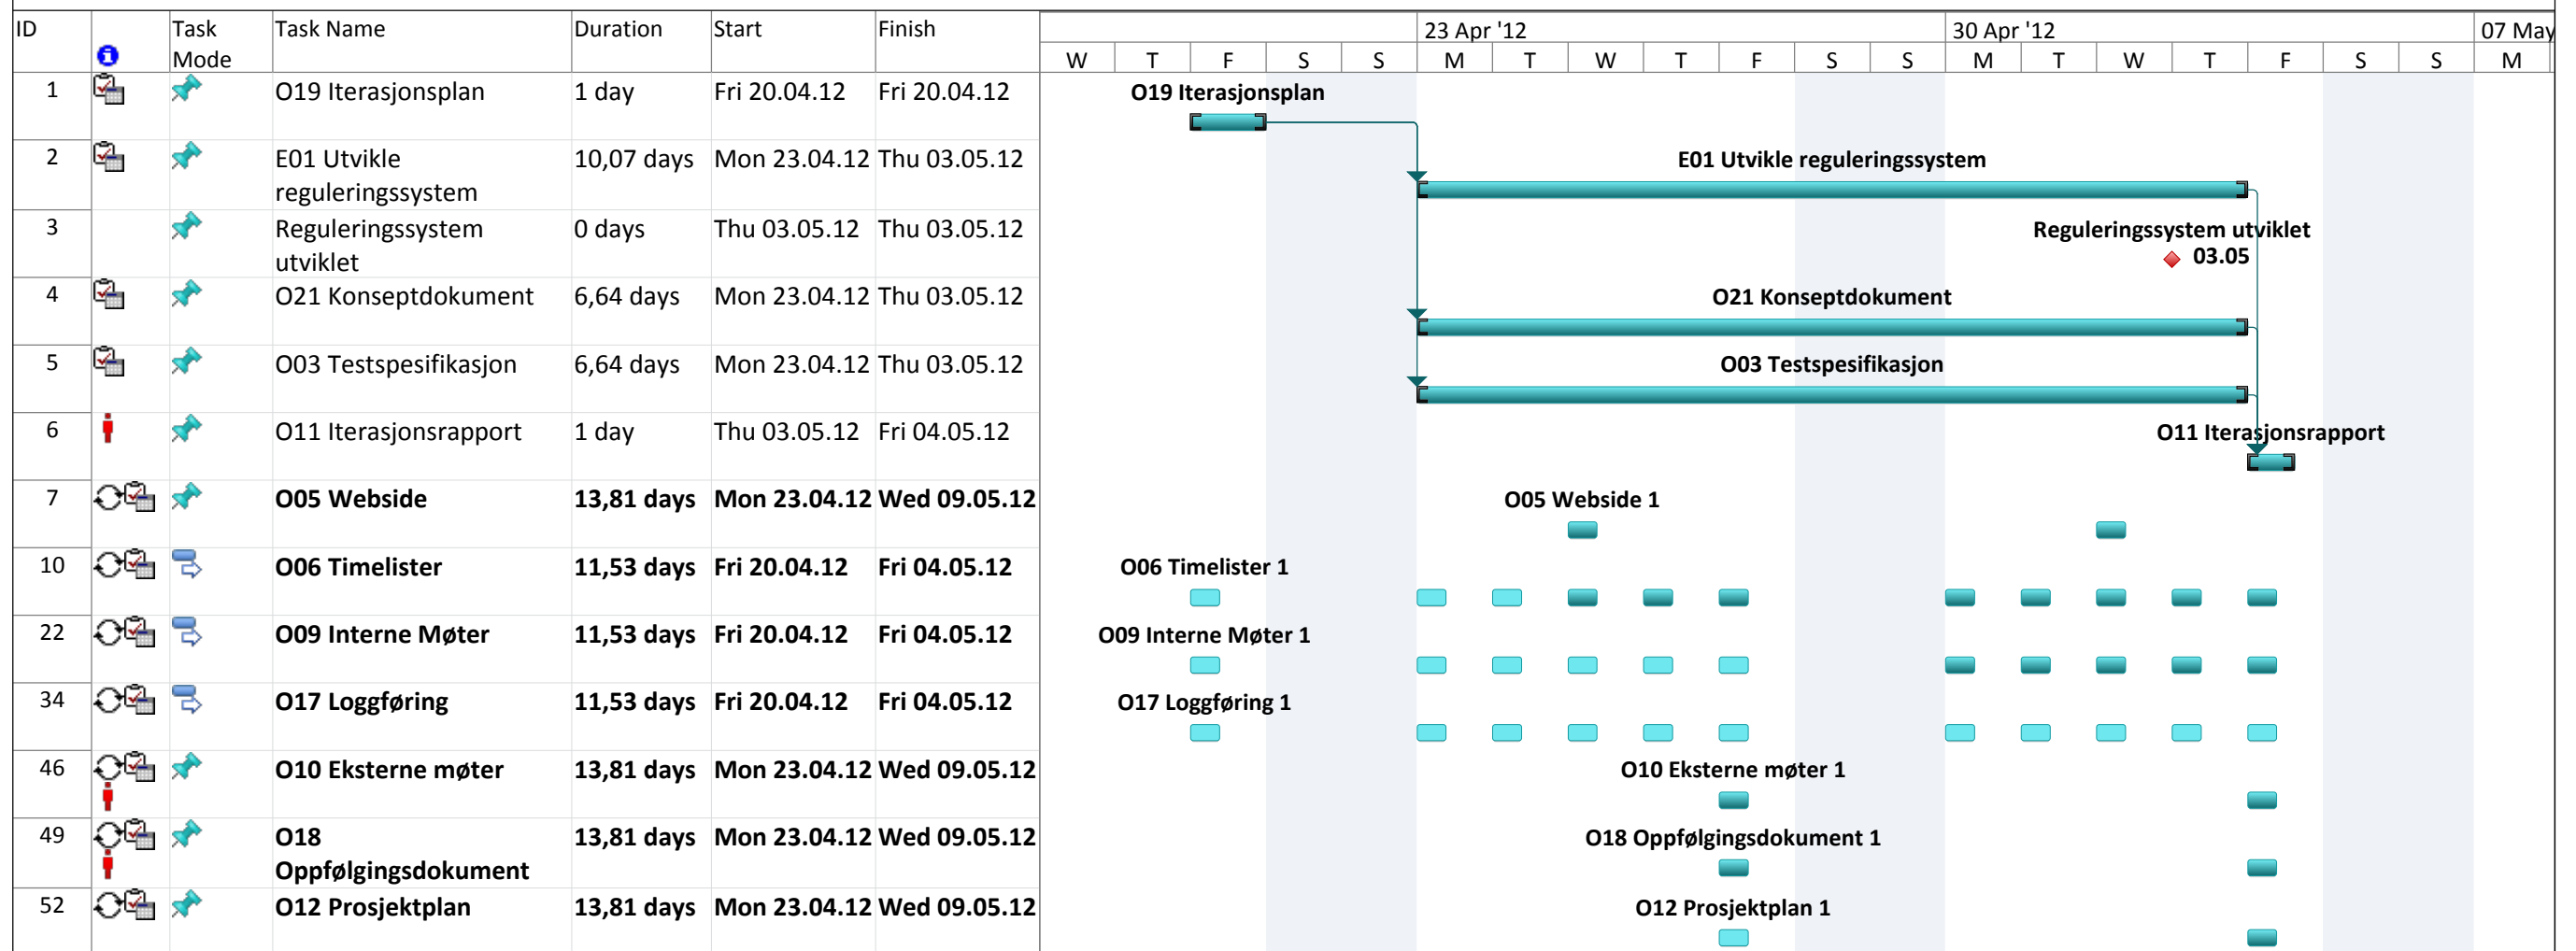 ID Task Task Name Duration Start Finish 23 Apr '12 30 Apr '12 07 May
Mode W T F S S M T W T F S S M T W T F S S M
1 O19 Iterasjonsplan 1 day Fri 20.04.12 Fri 20.04.12 O19 Iterasjonsplan
2 E01 Utvikle 10,07 days Mon 23.04.12 Thu 03.05.12 E01 Utvikle reguleringssystem
reguleringssystem
3 Reguleringssystem 0 days Thu 03.05.12 Thu 03.05.12 Reguleringssystem utviklet
utviklet 03.05
4 O21 Konseptdokument 6,64 days Mon 23.04.12 Thu 03.05.12 O21 Konseptdokument
5 O03 Testspesifikasjon 6,64 days Mon 23.04.12 Thu 03.05.12 O03 Testspesifikasjon
6 O11 Iterasjonsrapport 1 day Thu 03.05.12 Fri 04.05.12 O11 Iterasjonsrapport
7 O05 Webside 13,81 days Mon 23.04.12 Wed 09.05.12 O05 Webside 1
10 O06 Timelister 11,53 days Fri 20.04.12 Fri 04.05.12 O06 Timelister 1
22 O09 Interne Møter 11,53 days Fri 20.04.12 Fri 04.05.12 O09 Interne Møter 1
34 O17 Loggføring 11,53 days Fri 20.04.12 Fri 04.05.12 O17 Loggføring 1
46 O10 Eksterne møter 13,81 days Mon 23.04.12 Wed 09.05.12 O10 Eksterne møter 1
49 O18 13,81 days Mon 23.04.12 Wed 09.05.12 O18 Oppfølgingsdokument 1
Oppfølgingsdokument
52 O12 Prosjektplan 13,81 days Mon 23.04.12 Wed 09.05.12 O12 Prosjektplan 1